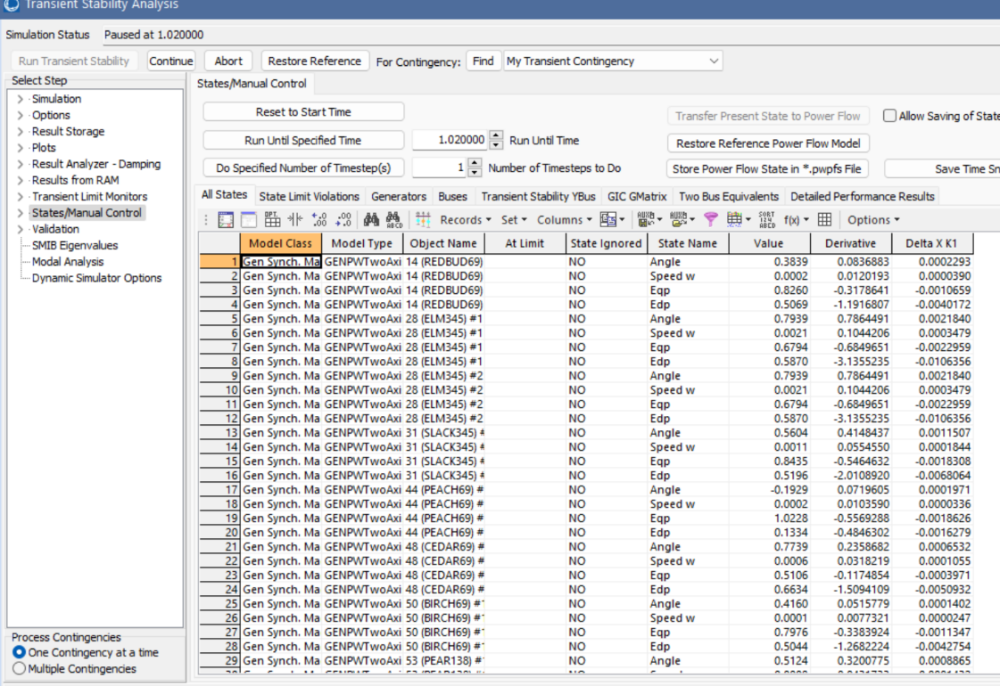 Transient Stability Analysis
Simulation Status Paused at 1.020000
Run Transient Stability Continue Abort Restore Reference For Contingency: Find My Transient Contingency
Select Step
Simulation
Options
Result Storage
Plots
Result Analyzer - Damping
Results from RAM
Transient Limit Monitors
States/Manual Control
Validation
SMIB Eigenvalues
Modal Analysis
Dynamic Simulator Options
Process Contingencies
One Contingency at a time
Multiple Contingencies
States/Manual Control
Reset to Start Time Transfer Present State to Power Flow Allow Saving of State
Run Until Specified Time 1.020000 Run Until Time Restore Reference Power Flow Model
Do Specified Number of Timestep(s) 1 Number of Timesteps to Do Store Power Flow State in *.pwpfs File Save Time Sn
All States State Limit Violations Generators Buses Transient Stability YBus GIC GMatrix Two Bus Equivalents Detailed Performance Results
Records Set Columns f(x) Options
Model Class Model Type Object Name At Limit State Ignored State Name Value Derivative Delta X K1
1 Gen Synch. Ma GENPWTwoAxi 14 (REDBUD69) NO Angle 0.3839 0.0836883 0.0002293
2 Gen Synch. Ma GENPWTwoAxi 14 (REDBUD69) NO Speed w 0.0002 0.0120193 0.0000390
3 Gen Synch. Ma GENPWTwoAxi 14 (REDBUD69) NO Eqp 0.8260 -0.3178641 -0.0010659
4 Gen Synch. Ma GENPWTwoAxi 14 (REDBUD69) NO Edp 0.5069 -1.1916807 -0.0040172
5 Gen Synch. Ma GENPWTwoAxi 28 (ELM345) #1 NO Angle 0.7939 0.7864491 0.0021840
6 Gen Synch. Ma GENPWTwoAxi 28 (ELM345) #1 NO Speed w 0.0021 0.1044206 0.0003479
7 Gen Synch. Ma GENPWTwoAxi 28 (ELM345) #1 NO Eqp 0.6794 -0.6849651 -0.0022959
8 Gen Synch. Ma GENPWTwoAxi 28 (ELM345) #1 NO Edp 0.5870 -3.1355235 -0.0106356
9 Gen Synch. Ma GENPWTwoAxi 28 (ELM345) #2 NO Angle 0.7939 0.7864491 0.0021840
10 Gen Synch. Ma GENPWTwoAxi 28 (ELM345) #2 NO Speed w 0.0021 0.1044206 0.0003479
11 Gen Synch. Ma GENPWTwoAxi 28 (ELM345) #2 NO Eqp 0.6794 -0.6849651 -0.0022959
12 Gen Synch. Ma GENPWTwoAxi 28 (ELM345) #2 NO Edp 0.5870 -3.1355235 -0.0106356
13 Gen Synch. Ma GENPWTwoAxi 31 (SLACK345) # NO Angle 0.5604 0.4148437 0.0011507
14 Gen Synch. Ma GENPWTwoAxi 31 (SLACK345) # NO Speed w 0.0011 0.0554550 0.0001844
15 Gen Synch. Ma GENPWTwoAxi 31 (SLACK345) # NO Eqp 0.8435 -0.5464632 -0.0018308
16 Gen Synch. Ma GENPWTwoAxi 31 (SLACK345) # NO Edp 0.5196 -2.0108920 -0.0068064
17 Gen Synch. Ma GENPWTwoAxi 44 (PEACH69) # NO Angle -0.1929 0.0719605 0.0001971
18 Gen Synch. Ma GENPWTwoAxi 44 (PEACH69) # NO Speed w 0.0002 0.0103590 0.0000336
19 Gen Synch. Ma GENPWTwoAxi 44 (PEACH69) # NO Eqp 1.0228 -0.5569288 -0.0018626
20 Gen Synch. Ma GENPWTwoAxi 44 (PEACH69) # NO Edp 0.1334 -0.4846302 -0.0016279
21 Gen Synch. Ma GENPWTwoAxi 48 (CEDAR69) # NO Angle 0.7739 0.2358682 0.0006532
22 Gen Synch. Ma GENPWTwoAxi 48 (CEDAR69) # NO Speed w 0.0006 0.0318219 0.0001055
23 Gen Synch. Ma GENPWTwoAxi 48 (CEDAR69) # NO Eqp 0.5106 -0.1174854 -0.0003971
24 Gen Synch. Ma GENPWTwoAxi 48 (CEDAR69) # NO Edp 0.6634 -1.5094109 -0.0050932
25 Gen Synch. Ma GENPWTwoAxi 50 (BIRCH69) #1 NO Angle 0.4160 0.0515779 0.0001402
26 Gen Synch. Ma GENPWTwoAxi 50 (BIRCH69) #1 NO Speed w 0.0001 0.0077321 0.0000247
27 Gen Synch. Ma GENPWTwoAxi 50 (BIRCH69) #1 NO Eqp 0.7976 -0.3383924 -0.0011347
28 Gen Synch. Ma GENPWTwoAxi 50 (BIRCH69) #1 NO Edp 0.5044 -1.2682224 -0.0042754
29 Gen Synch. Ma GENPWTwoAxi 53 (PEAR138) #1 NO Angle 0.5124 0.3200775 0.0008865